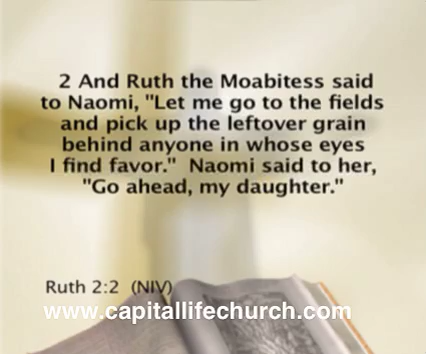 2 And Ruth the Moabitess said
to Naomi, "Let me go to the fields
and pick up the leftover grain
behind anyone in whose eyes
I find favor."  Naomi said to her,
"Go ahead, my daughter."
Ruth 2:2  (NIV)
www.capitallifechurch.com